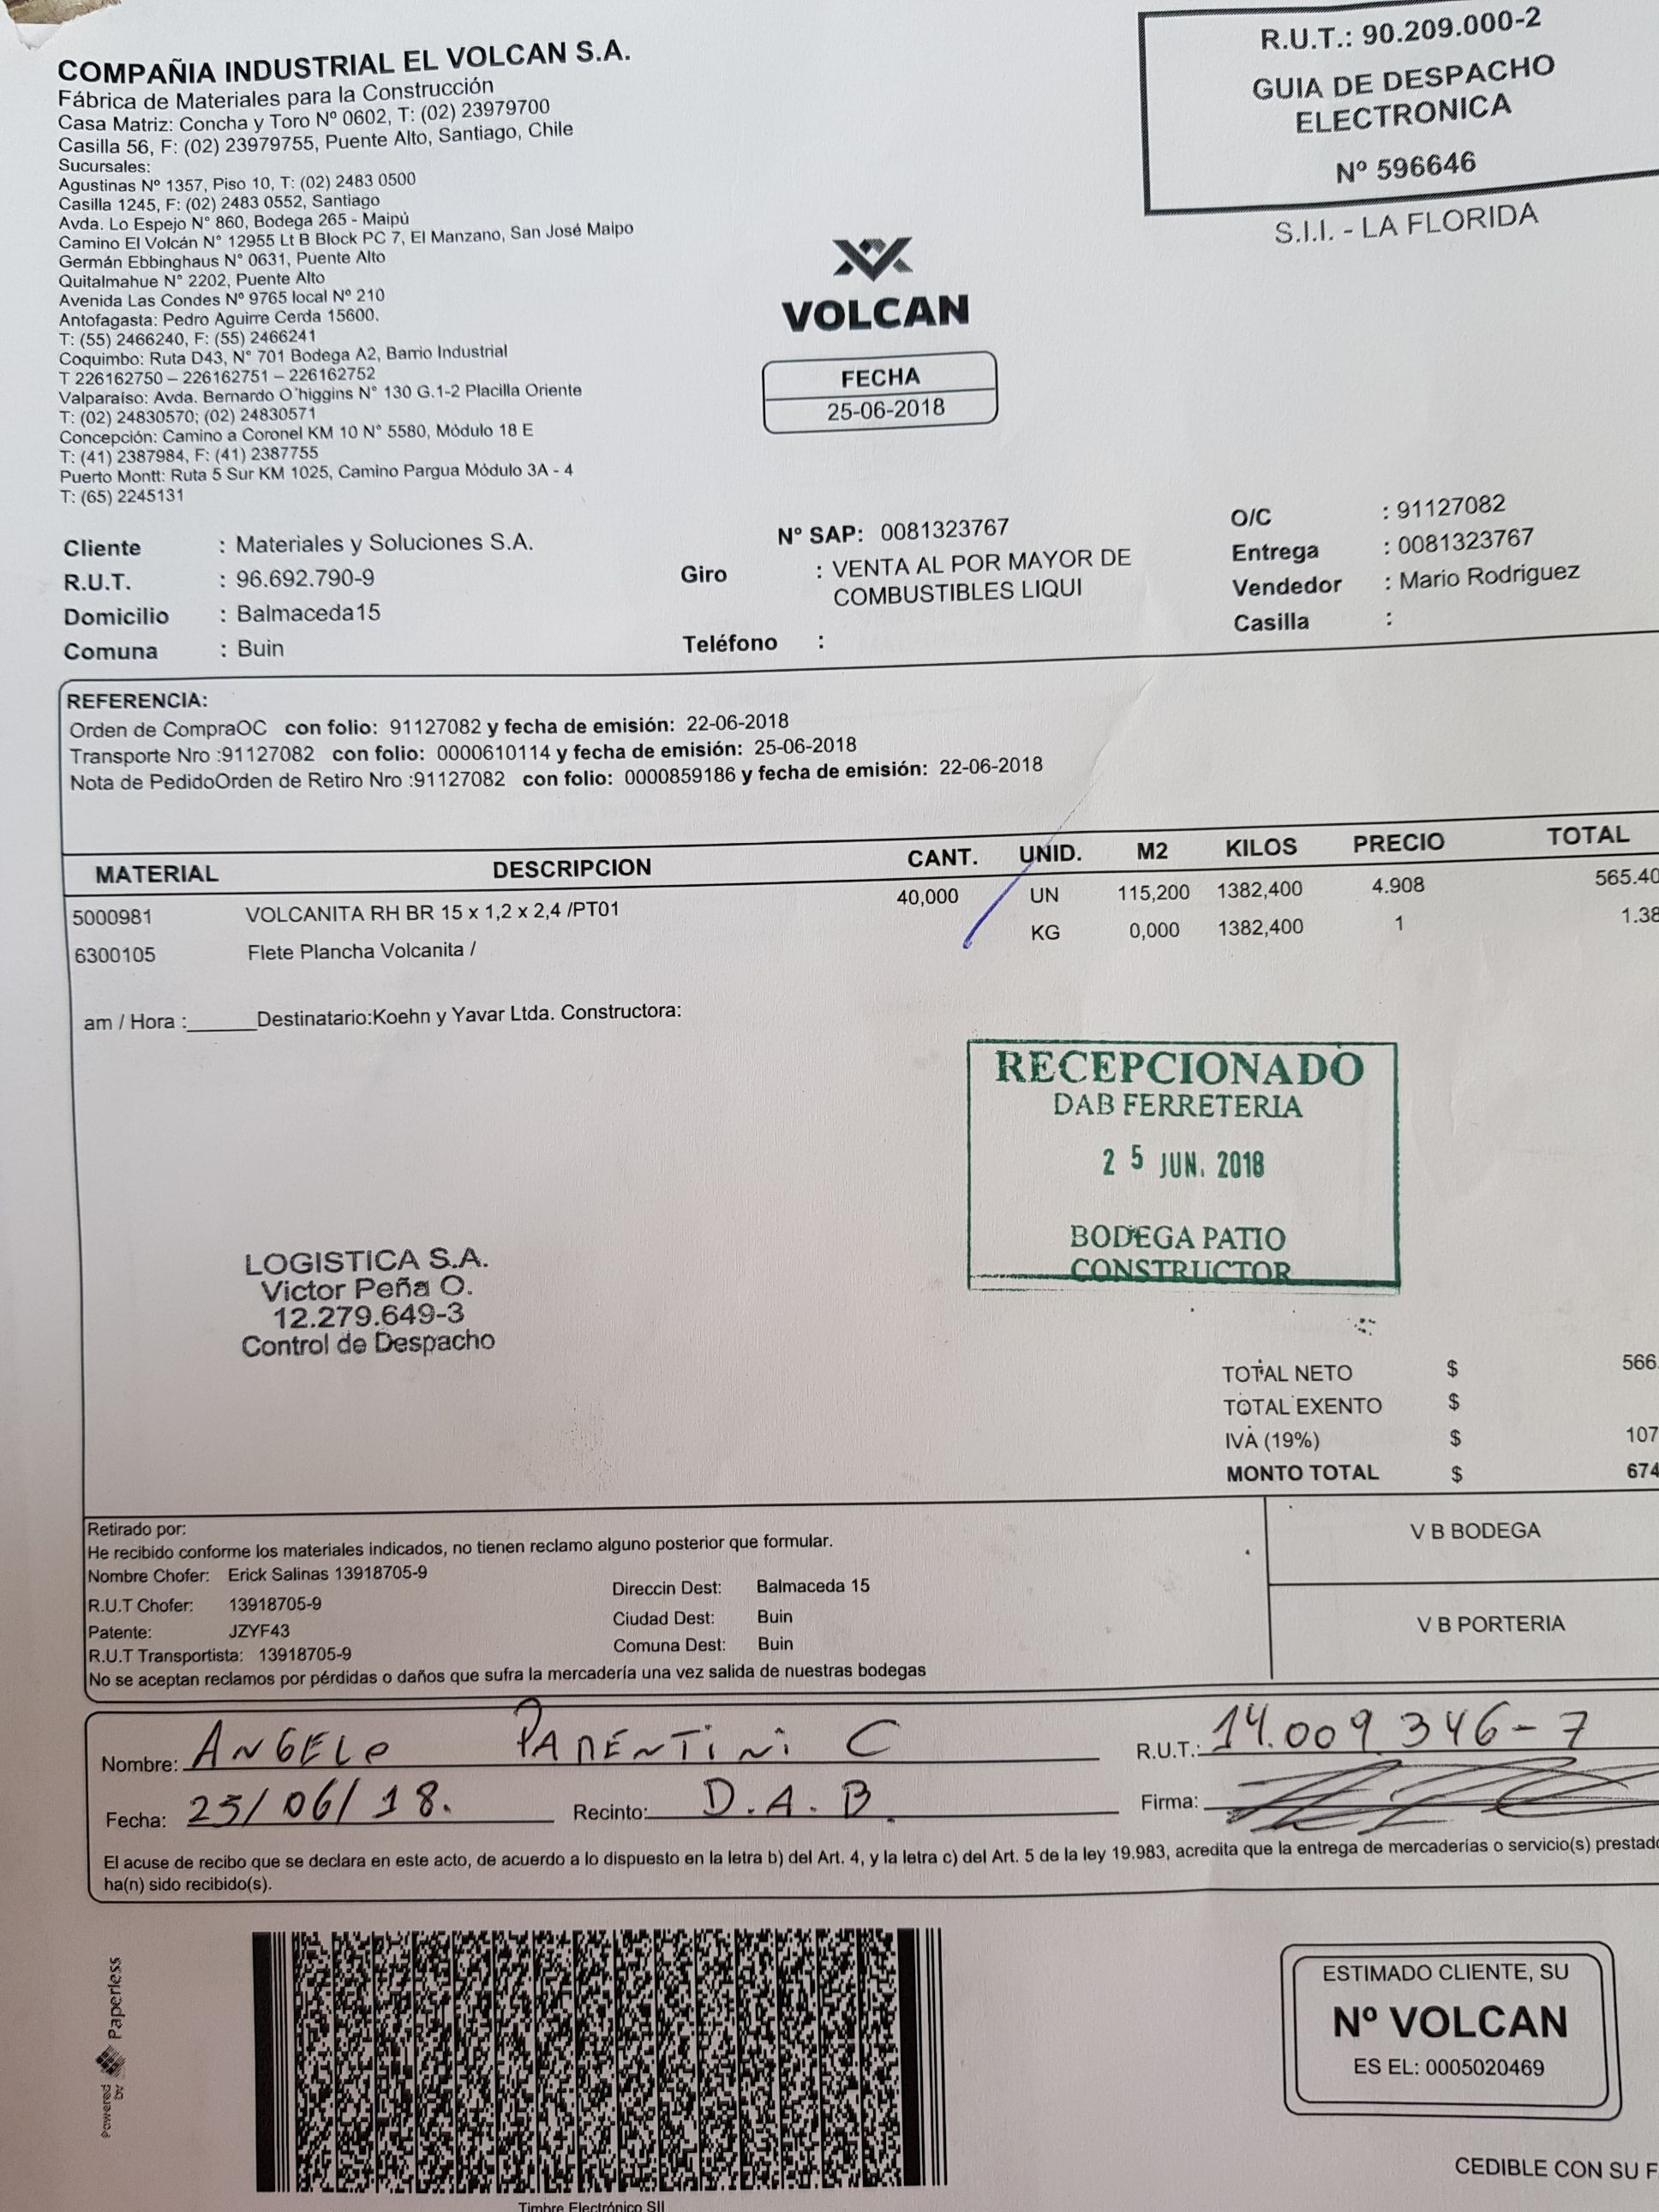 COMPAÑIA INDUSTRIAL EL VOLCAN S.A.
Fábrica de Materiales para la Construcción
Casa Matriz: Concha y Toro Nº 0602, T: (02) 23979700
Casilla 56, F: (02) 23979755, Puente Alto, Santiago, Chile
Sucursales:
Agustinas Nº 1357, Piso 10, T: (02) 2483 0500
Casilla 1245, F: (02) 2483 0552, Santiago
Avda. Lo Espejo N° 860, Bodega 265 - Maipú
Camino El Volcán N° 12955 Lt B Block PC 7, El Manzano, San José Maipo
Germán Ebbinghaus N° 0631, Puente Alto
Quitalmahue N° 2202, Puente Alto
Avenida Las Condes Nº 9765 local Nº 210
Antofagasta: Pedro Aguirre Cerda 15600.
T: (55) 2466240, F: (55) 2466241
Coquimbo: Ruta D43, N° 701 Bodega A2, Barrio Industrial
T 226162750 – 226162751 – 226162752
Valparaíso: Avda. Bernardo O'higgins N° 130 G.1-2 Placilla Oriente
T: (02) 24830570; (02) 24830571
Concepción: Camino a Coronel KM 10 N° 5580, Módulo 18 E
T: (41) 2387984, F: (41) 2387755
Puerto Montt: Ruta 5 Sur KM 1025, Camino Pargua Módulo 3A - 4
T: (65) 2245131
R.U.T.: 90.209.000-2
GUIA DE DESPACHO
ELECTRONICA
Nº 596646
S.I.I. - LA FLORIDA
VOLCAN
FECHA
25-06-2018
Cliente : Materiales y Soluciones S.A.
R.U.T. : 96.692.790-9
Domicilio : Balmaceda15
Comuna : Buin
N° SAP: 0081323767
Giro : VENTA AL POR MAYOR DE
COMBUSTIBLES LIQUI
Teléfono :
O/C : 91127082
Entrega : 0081323767
Vendedor : Mario Rodriguez
Casilla :
REFERENCIA:
Orden de CompraOC con folio: 91127082 y fecha de emisión: 22-06-2018
Transporte Nro :91127082 con folio: 0000610114 y fecha de emisión: 25-06-2018
Nota de PedidoOrden de Retiro Nro :91127082 con folio: 0000859186 y fecha de emisión: 22-06-2018
MATERIAL DESCRIPCION CANT. UNID. M2 KILOS PRECIO TOTAL
5000981 VOLCANITA RH BR 15 x 1,2 x 2,4 /PT01 40,000 UN 115,200 1382,400 4.908 565.40
6300105 Flete Plancha Volcanita / KG 0,000 1382,400 1 1.38
am / Hora :______Destinatario:Koehn y Yavar Ltda. Constructora:
RECEPCIONADO
DAB FERRETERIA
25 JUN. 2018
BODEGA PATIO
CONSTRUCTOR
LOGISTICA S.A.
Victor Peña O.
12.279.649-3
Control de Despacho
TOTAL NETO $ 566.
TOTAL EXENTO $
IVA (19%) $ 107
MONTO TOTAL $ 674
Retirado por:
He recibido conforme los materiales indicados, no tienen reclamo alguno posterior que formular.
Nombre Chofer: Erick Salinas 13918705-9
R.U.T Chofer: 13918705-9
Patente: JZYF43
R.U.T Transportista: 13918705-9
Direccin Dest: Balmaceda 15
Ciudad Dest: Buin
Comuna Dest: Buin
No se aceptan reclamos por pérdidas o daños que sufra la mercadería una vez salida de nuestras bodegas
V B BODEGA
V B PORTERIA
Nombre: ANGELO PARENTINI C R.U.T.: 14.009.346-7
Fecha: 25/06/18. Recinto: D.A.B. Firma:
El acuse de recibo que se declara en este acto, de acuerdo a lo dispuesto en la letra b) del Art. 4, y la letra c) del Art. 5 de la ley 19.983, acredita que la entrega de mercaderías o servicio(s) prestado
ha(n) sido recibido(s).
Powered by Paperless
Timbre Electrónico SII
ESTIMADO CLIENTE, SU
Nº VOLCAN
ES EL: 0005020469
CEDIBLE CON SU F